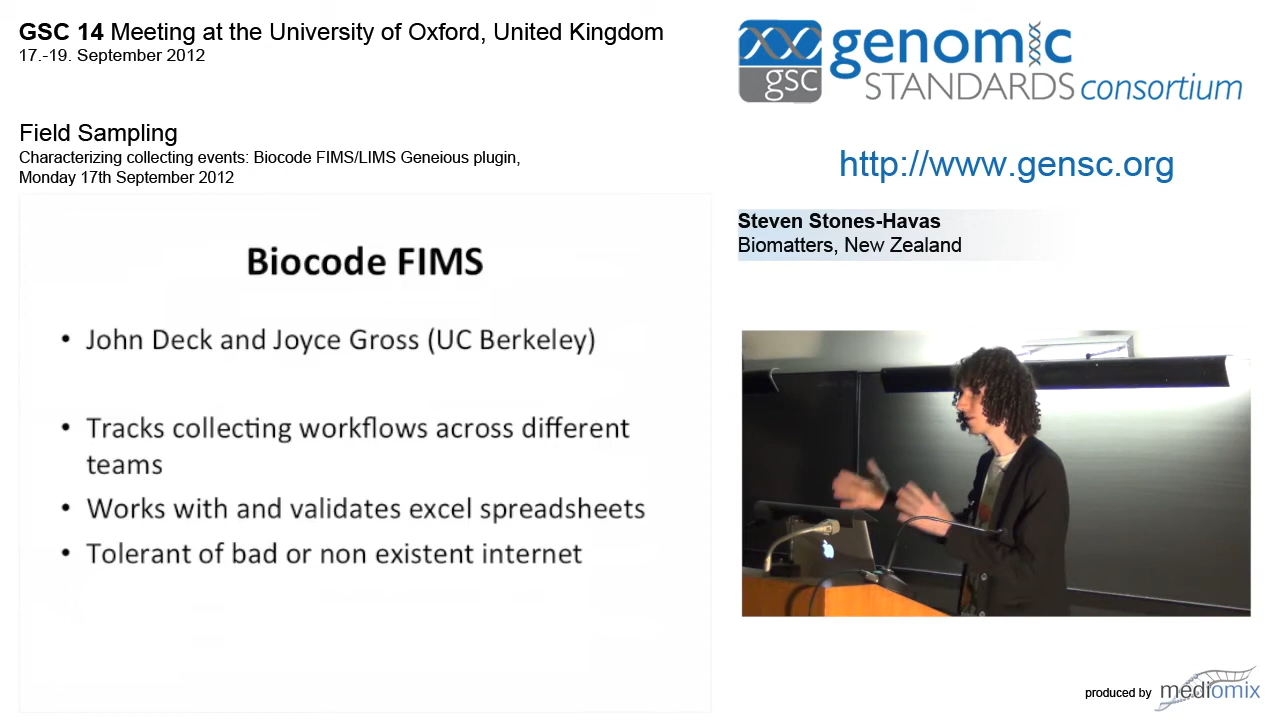 GSC 14 Meeting at the University of Oxford, United Kingdom
17.-19. September 2012
genomic
gsc
STANDARDS consortium
Field Sampling
Characterizing collecting events: Biocode FIMS/LIMS Geneious plugin,
Monday 17th September 2012
http://www.gensc.org
Steven Stones-Havas
Biomatters, New Zealand
Biocode FIMS
• John Deck and Joyce Gross (UC Berkeley)
• Tracks collecting workflows across different
teams
• Works with and validates excel spreadsheets
• Tolerant of bad or non existent internet
produced by mediomix